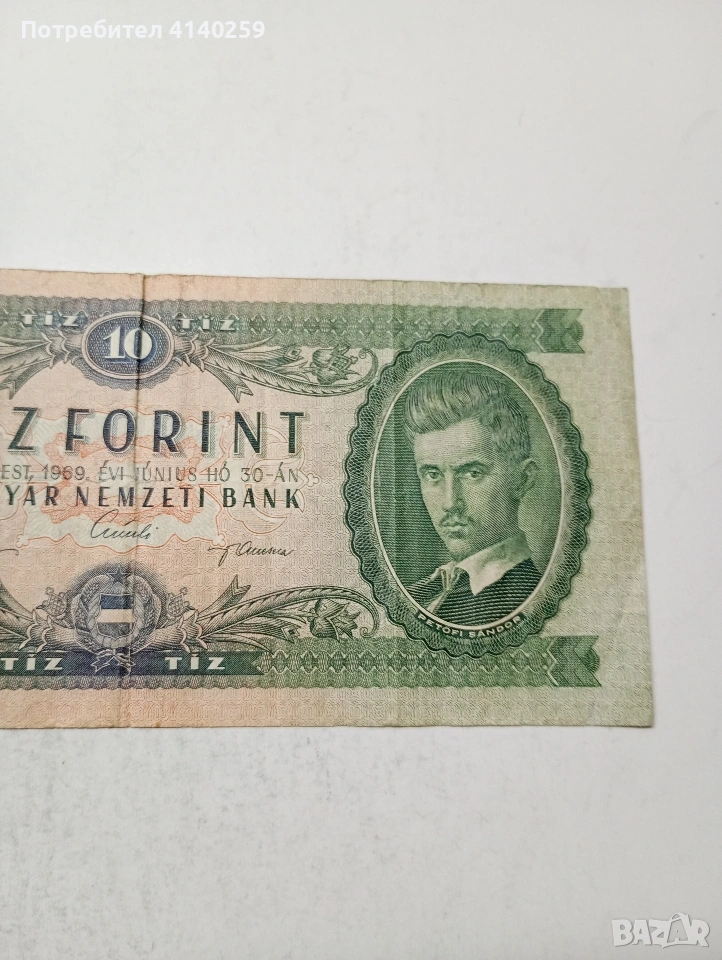 Потребител 4140259
TÍZ TÍZ
10
Z FORINT
EST, 1969. ÉVI JÚNIUS HÓ 30-ÁN
YAR NEMZETI BANK
PETŐFI SÁNDOR
TÍZ TÍZ
BAZAR